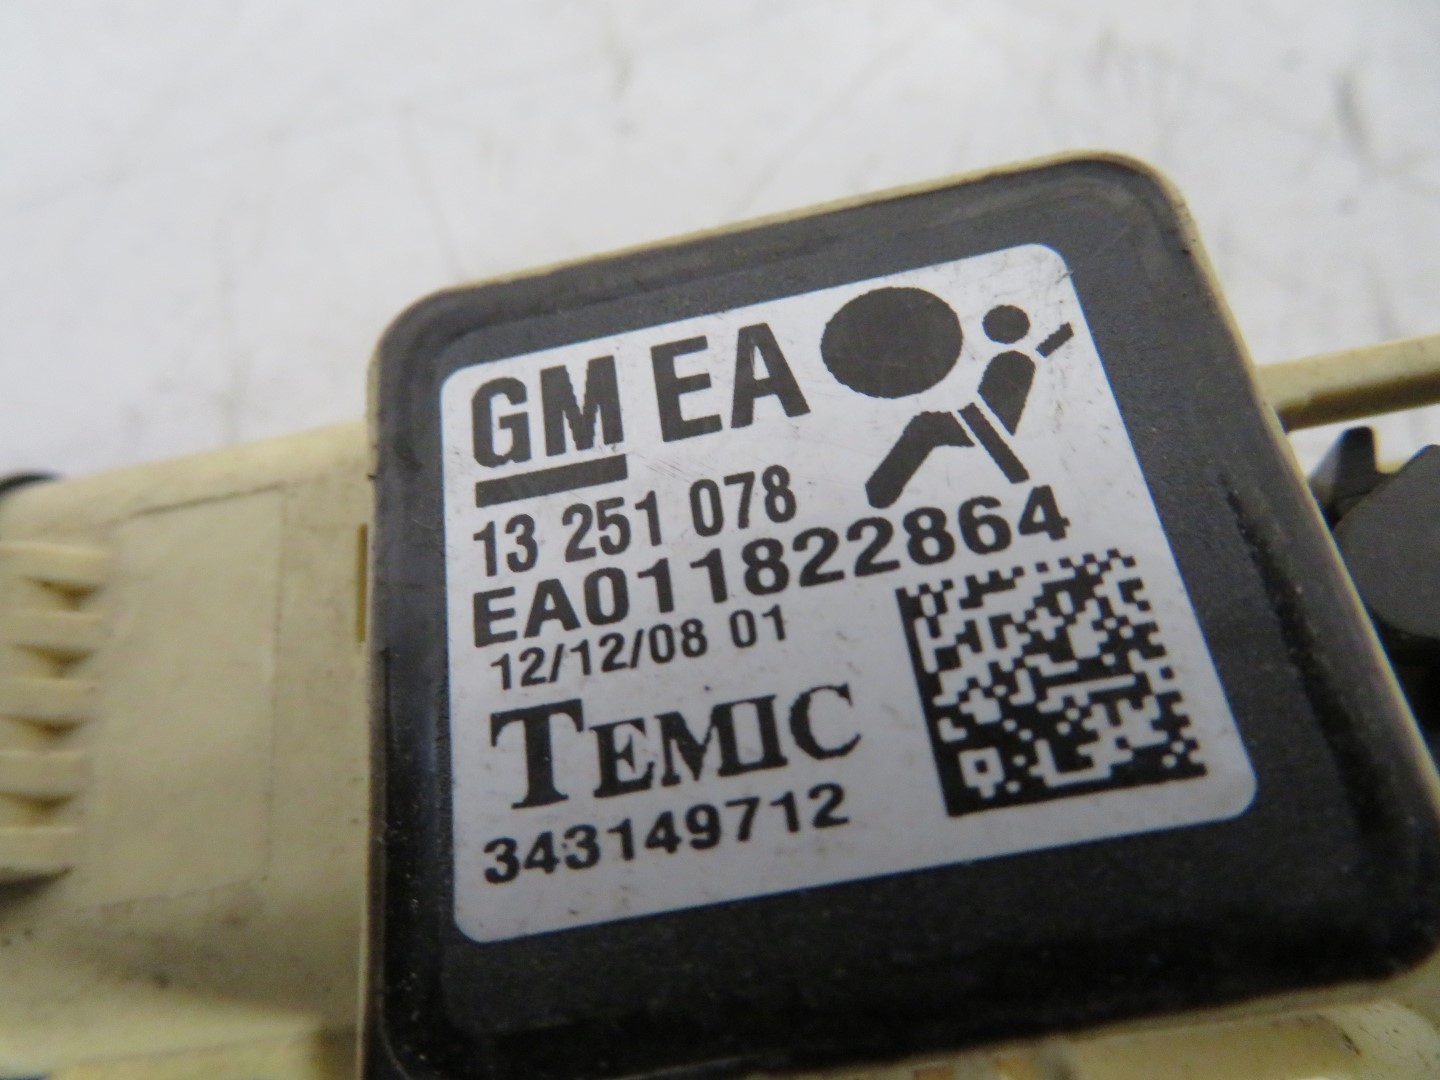 GM EA
13 251 078
EA011822864
12/12/08 01
TEMIC
343149712